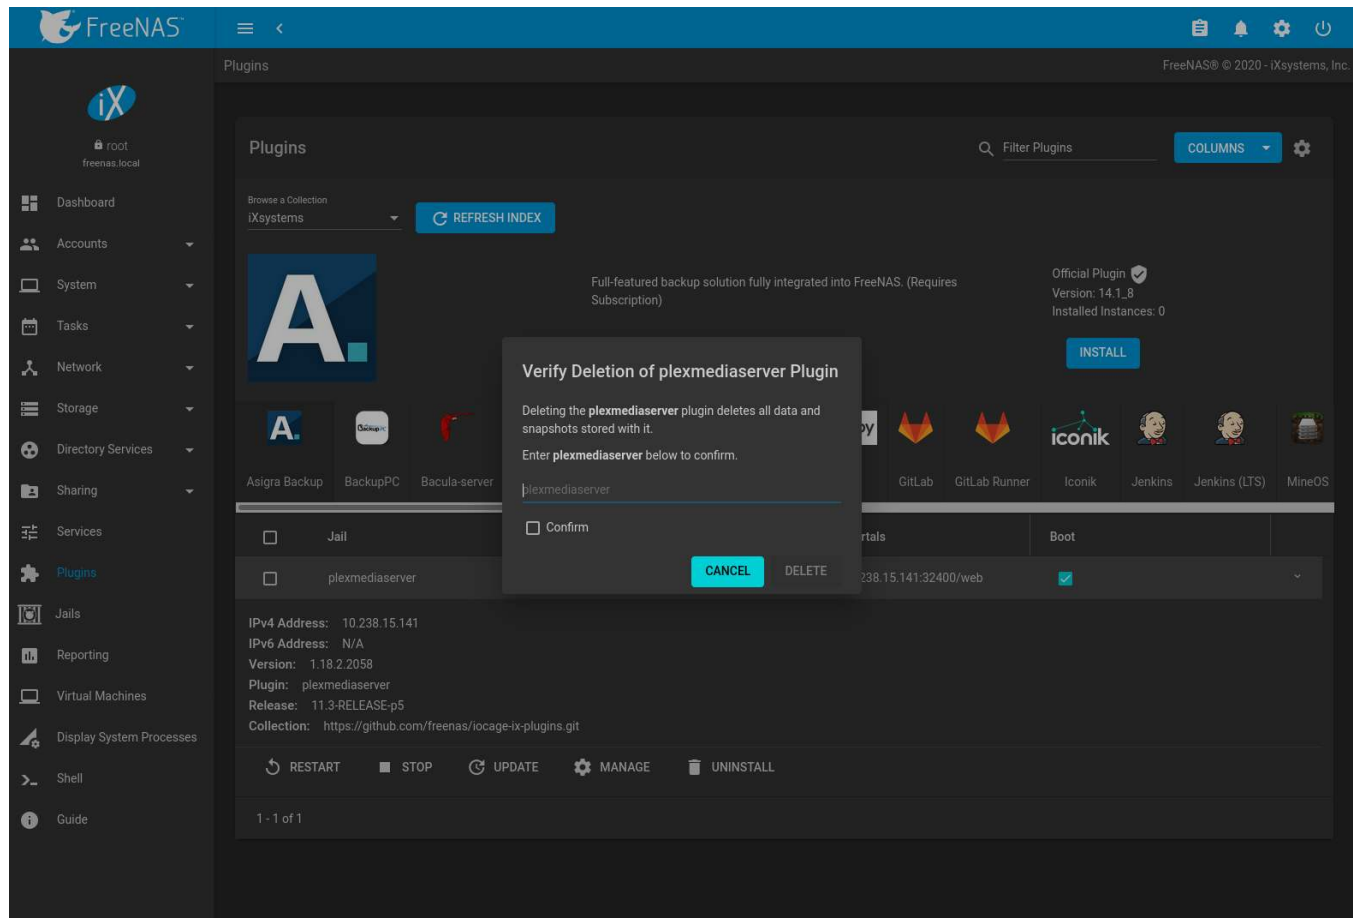 FreeNAS®
Plugins
FreeNAS® © 2020 - iXsystems, Inc.
iX
root
freenas.local
Dashboard
Accounts
System
Tasks
Network
Storage
Directory Services
Sharing
Services
Plugins
Jails
Reporting
Virtual Machines
Display System Processes
Shell
Guide
Plugins
Filter Plugins
COLUMNS
Browse a Collection
iXsystems
REFRESH INDEX
A.
Full-featured backup solution fully integrated into FreeNAS. (Requires
Subscription)
Official Plugin
Version: 14.1_8
Installed Instances: 0
INSTALL
A.
iconik
Asigra Backup
BackupPC
Bacula-server
GitLab
GitLab Runner
Iconik
Jenkins
Jenkins (LTS)
MineOS
Verify Deletion of plexmediaserver Plugin
Deleting the plexmediaserver plugin deletes all data and
snapshots stored with it.
Enter plexmediaserver below to confirm.
plexmediaserver
Confirm
CANCEL
DELETE
Jail
rtals
Boot
plexmediaserver
238.15.141:32400/web
IPv4 Address: 10.238.15.141
IPv6 Address: N/A
Version: 1.18.2.2058
Plugin: plexmediaserver
Release: 11.3-RELEASE-p5
Collection: https://github.com/freenas/iocage-ix-plugins.git
RESTART
STOP
UPDATE
MANAGE
UNINSTALL
1 - 1 of 1